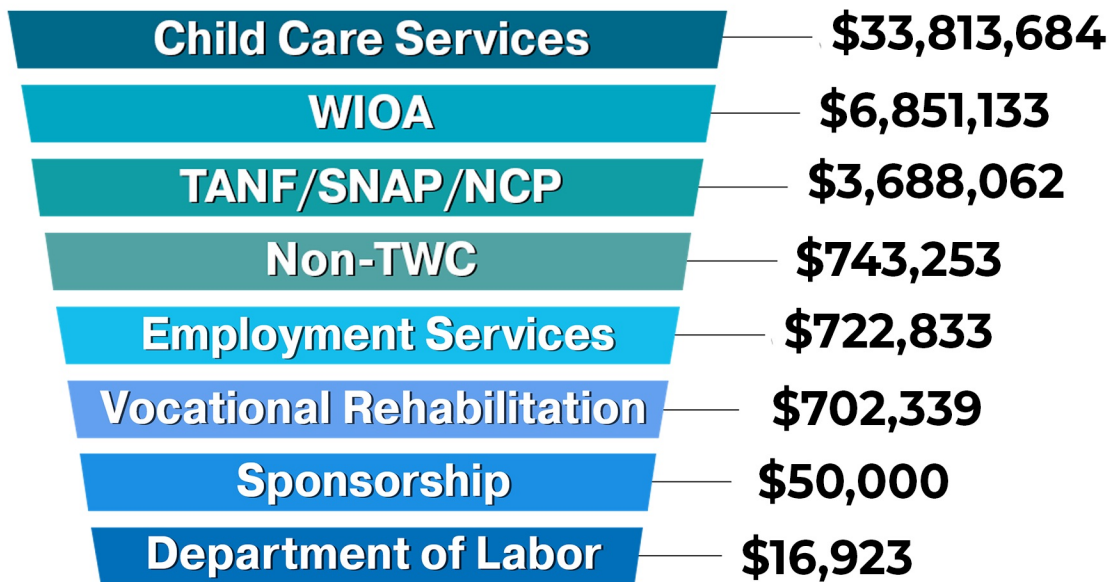 Child Care Services $33,813,684
WIOA $6,851,133
TANF/SNAP/NCP $3,688,062
Non-TWC $743,253
Employment Services $722,833
Vocational Rehabilitation $702,339
Sponsorship $50,000
Department of Labor $16,923